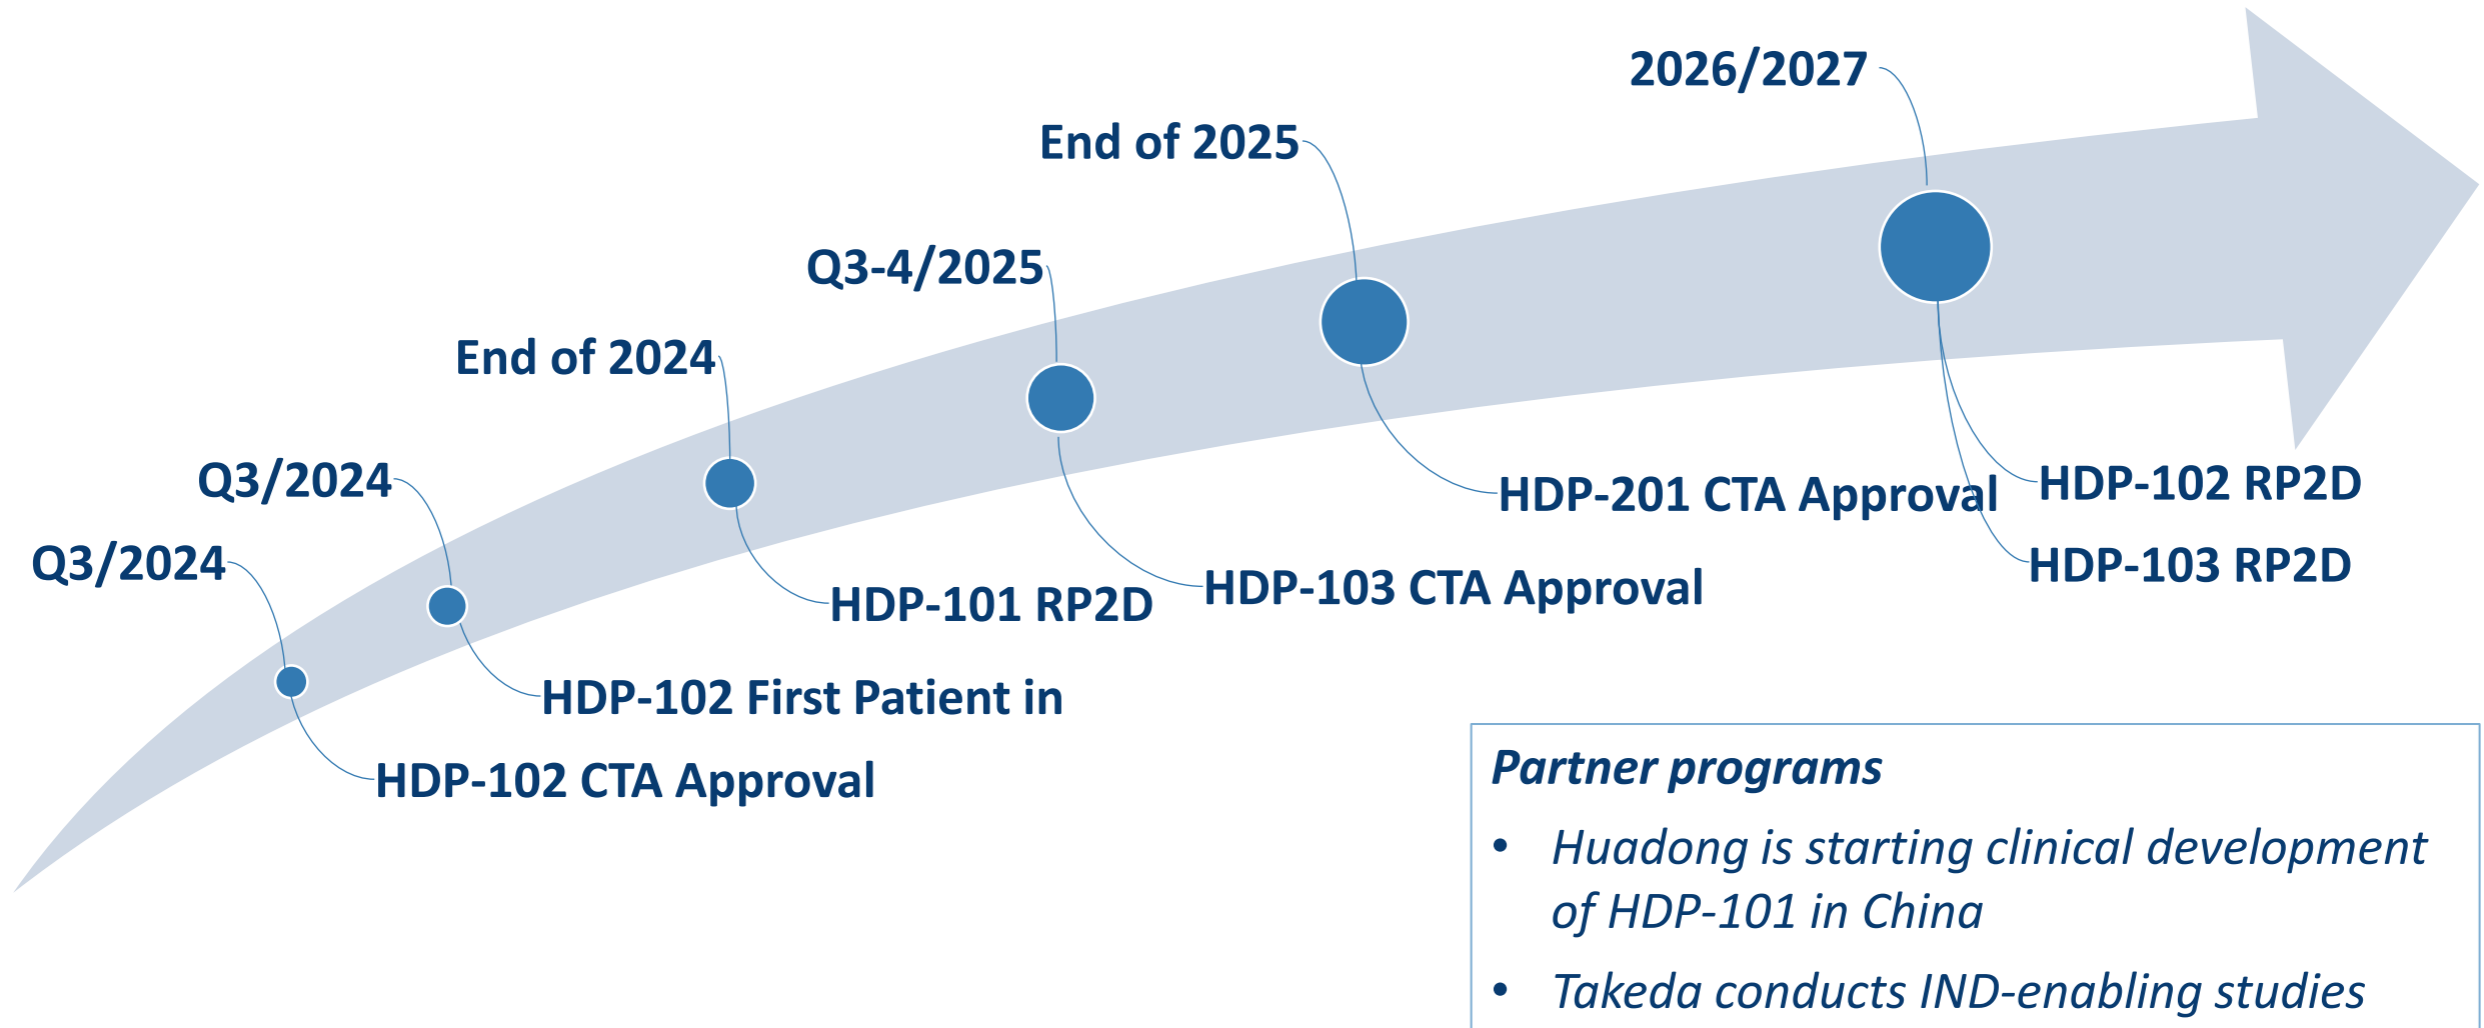 2026/2027
End of 2025
Q3-4/2025
End of 2024
Q3/2024
Q3/2024
HDP-102 RP2D
HDP-201 CTA Approval
HDP-103 RP2D
HDP-103 CTA Approval
HDP-101 RP2D
HDP-102 First Patient in
HDP-102 CTA Approval
Partner programs
• Huadong is starting clinical development
of HDP-101 in China
• Takeda conducts IND-enabling studies